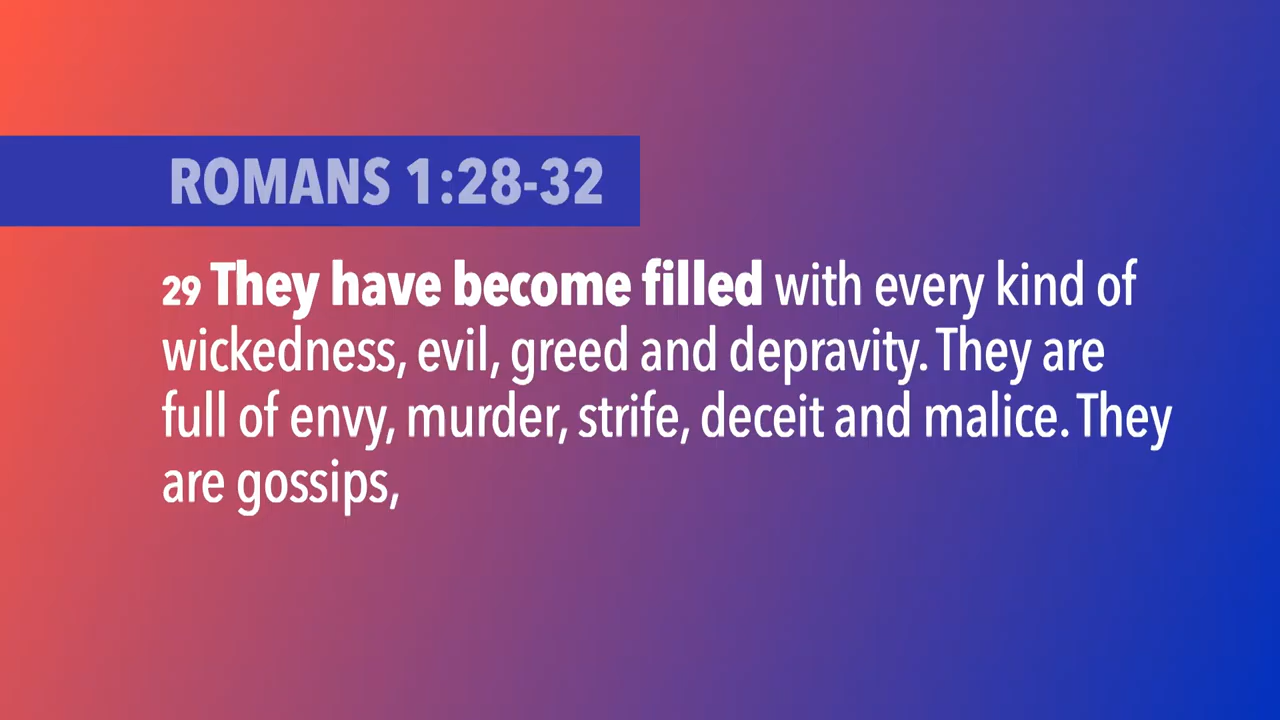 ROMANS 1:28-32
29 They have become filled with every kind of
wickedness, evil, greed and depravity. They are
full of envy, murder, strife, deceit and malice. They
are gossips,